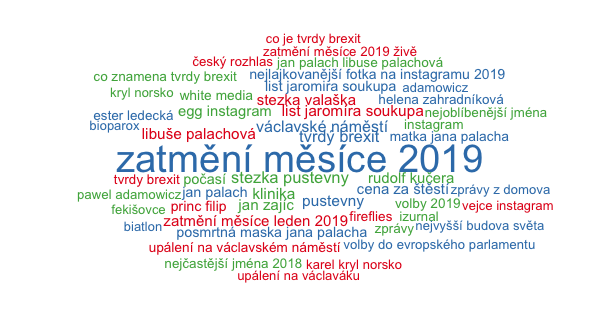 co je tvrdy brexit
zatmění měsíce 2019 živě
český rozhlas jan palach libuse palachová
co znamena tvrdy brexit nejlajkovanější fotka na instagramu 2019
list jaromíra soukupa adamowicz
kryl norsko white media stezka valaška helena zahradníková
egg instagram list jaromíra soukupa nejoblíbenější jména
ester ledecká
bioparox václavské náměstí instagram
libuše palachová tvrdý brexit matka jana palacha
zatmění měsíce 2019
tvrdý brexit počasí stezka pustevny rudolf kučera
pawel adamowicz jan palach klinika cena za štěstí zprávy z domova
fekišovce princ filip jan zajíc pustevny volby 2019 vejce instagram
zatmění měsíce leden 2019 fireflies izurnal
biatlon posmrtná maska jana palacha zprávy nejvyšší budova světa
upálení na václavském náměstí volby do evropského parlamentu
nejčastější jména 2018 karel kryl norsko
upálení na václaváku